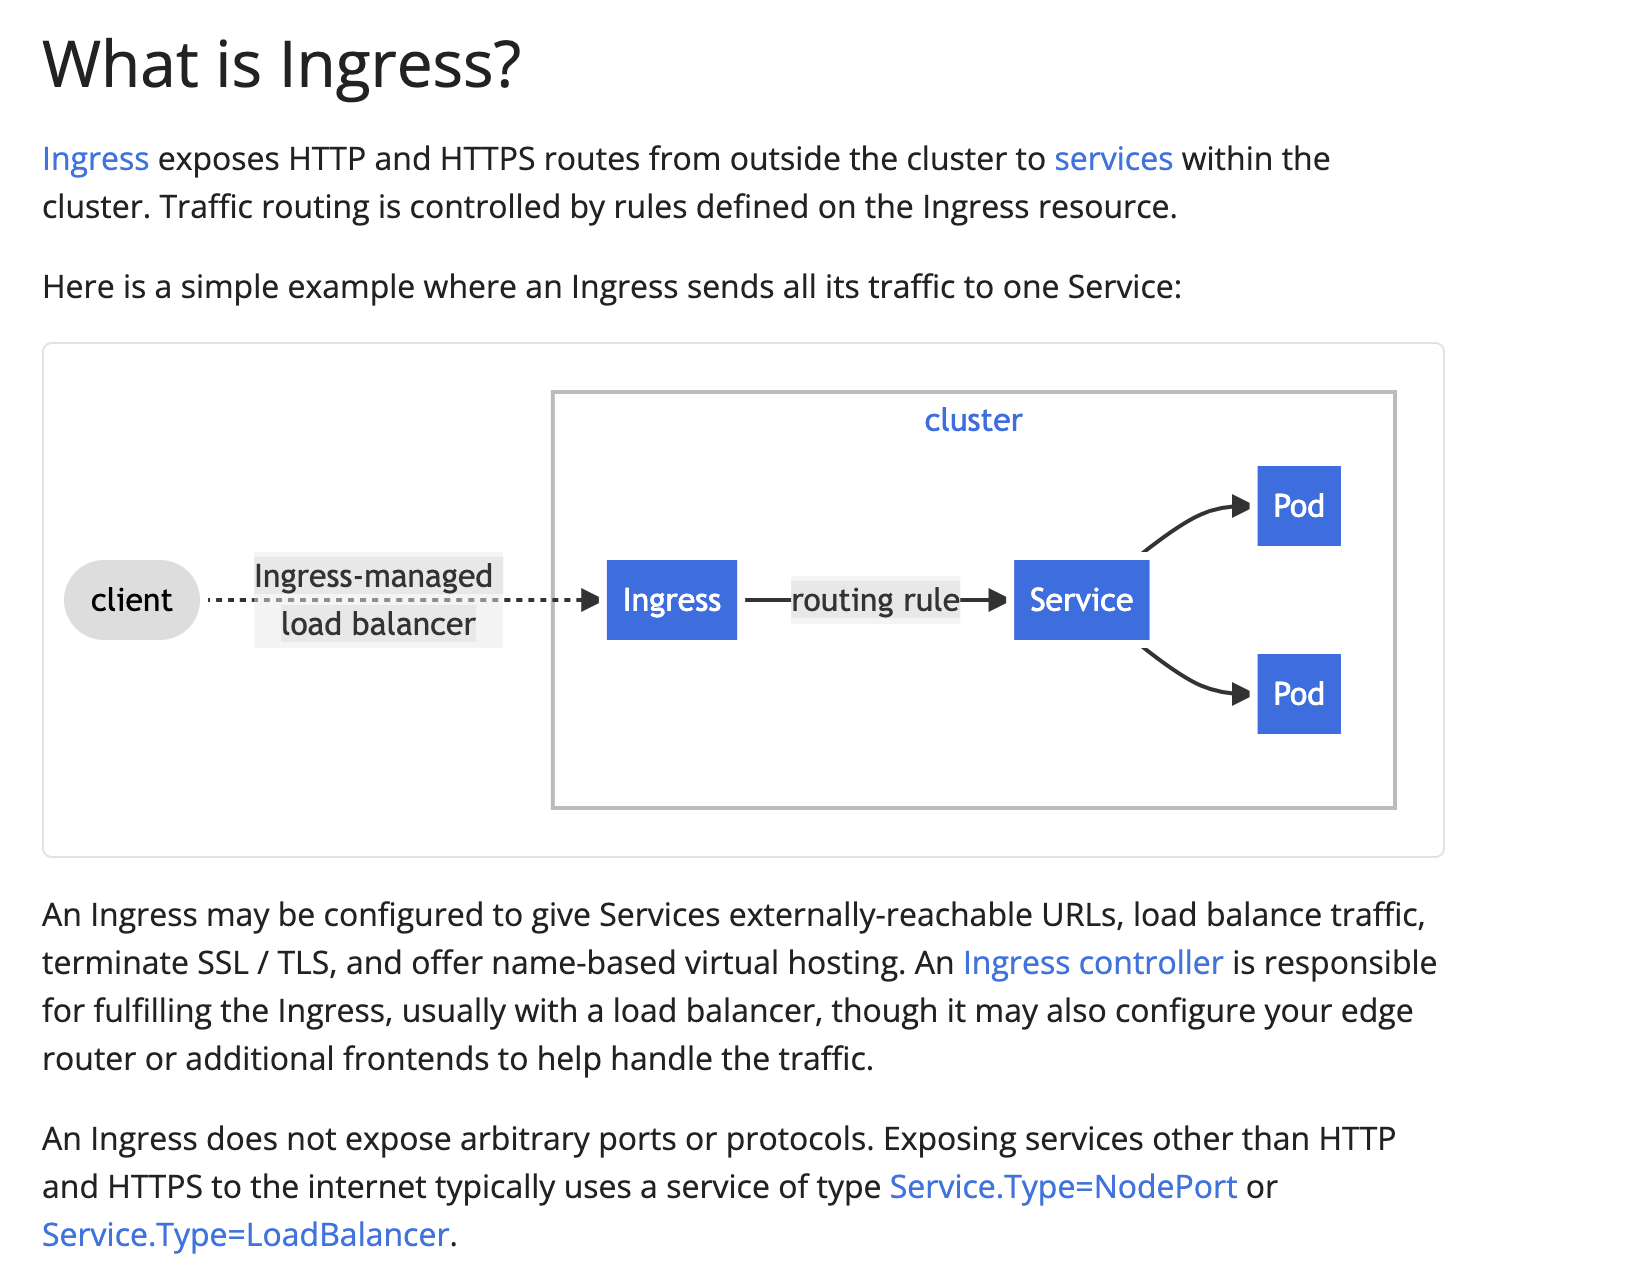 What is Ingress?
Ingress exposes HTTP and HTTPS routes from outside the cluster to services within the
cluster. Traffic routing is controlled by rules defined on the Ingress resource.
Here is a simple example where an Ingress sends all its traffic to one Service:
cluster
Pod
client
Ingress-managed
load balancer
Ingress
routing rule
Service
Pod
An Ingress may be configured to give Services externally-reachable URLs, load balance traffic,
terminate SSL / TLS, and offer name-based virtual hosting. An Ingress controller is responsible
for fulfilling the Ingress, usually with a load balancer, though it may also configure your edge
router or additional frontends to help handle the traffic.
An Ingress does not expose arbitrary ports or protocols. Exposing services other than HTTP
and HTTPS to the internet typically uses a service of type Service.Type=NodePort or
Service.Type=LoadBalancer.